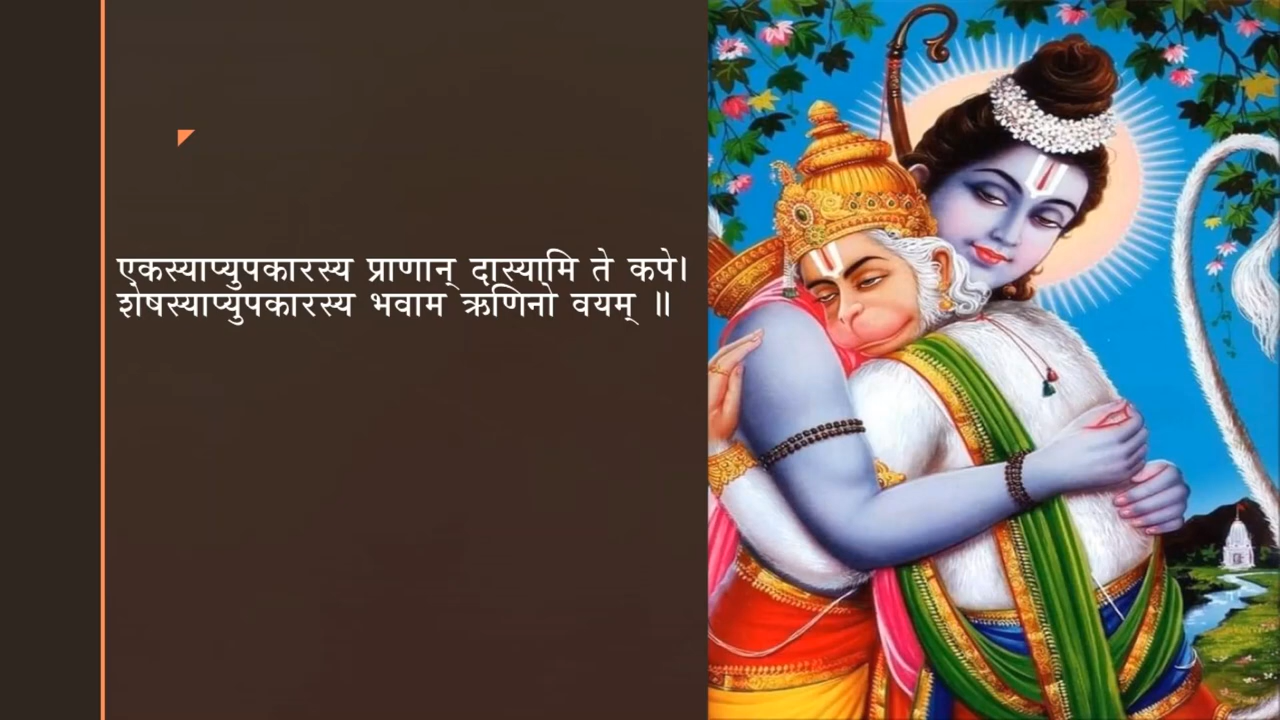 एकस्याप्युपकारस्य प्राणान् दास्यामि ते कपे।
शेषस्याप्युपकारस्य भवाम ऋणिनो वयम् ॥